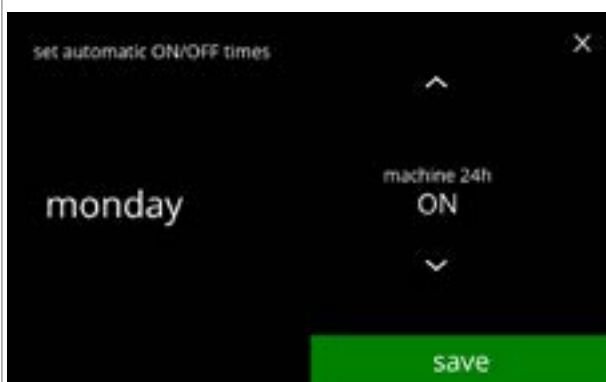 set automatic ON/OFF times
machine 24h
monday
ON
save